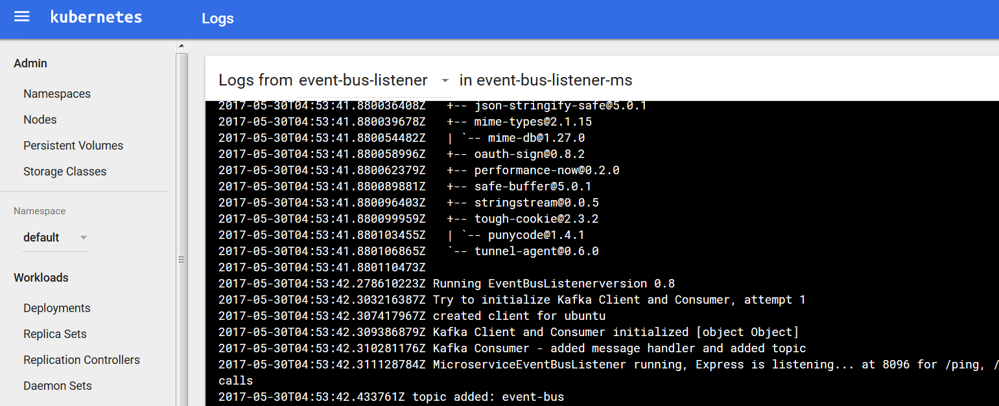 kubernetes
Logs
Admin
Namespaces
Nodes
Persistent Volumes
Storage Classes
Namespace
default
Workloads
Deployments
Replica Sets
Replication Controllers
Daemon Sets
Logs from event-bus-listener in event-bus-listener-ms
2017-05-30T04:53:41.880036408Z   +-- json-stringify-safe@5.0.1
2017-05-30T04:53:41.880039678Z   +-- mime-types@2.1.15
2017-05-30T04:53:41.880054482Z   | `-- mime-db@1.27.0
2017-05-30T04:53:41.880058996Z   +-- oauth-sign@0.8.2
2017-05-30T04:53:41.880062379Z   +-- performance-now@0.2.0
2017-05-30T04:53:41.880089881Z   +-- safe-buffer@5.0.1
2017-05-30T04:53:41.880096403Z   +-- stringstream@0.0.5
2017-05-30T04:53:41.880099959Z   +-- tough-cookie@2.3.2
2017-05-30T04:53:41.880103455Z   | `-- punycode@1.4.1
2017-05-30T04:53:41.880106865Z   `-- tunnel-agent@0.6.0
2017-05-30T04:53:41.880110473Z
2017-05-30T04:53:42.278610223Z Running EventBusListenerversion 0.8
2017-05-30T04:53:42.303216387Z Try to initialize Kafka Client and Consumer, attempt 1
2017-05-30T04:53:42.307417967Z created client for ubuntu
2017-05-30T04:53:42.309386879Z Kafka Client and Consumer initialized [object Object]
2017-05-30T04:53:42.310281176Z Kafka Consumer - added message handler and added topic
2017-05-30T04:53:42.311128784Z MicroserviceEventBusListener running, Express is listening... at 8096 for /ping, /
calls
2017-05-30T04:53:42.433761Z topic added: event-bus